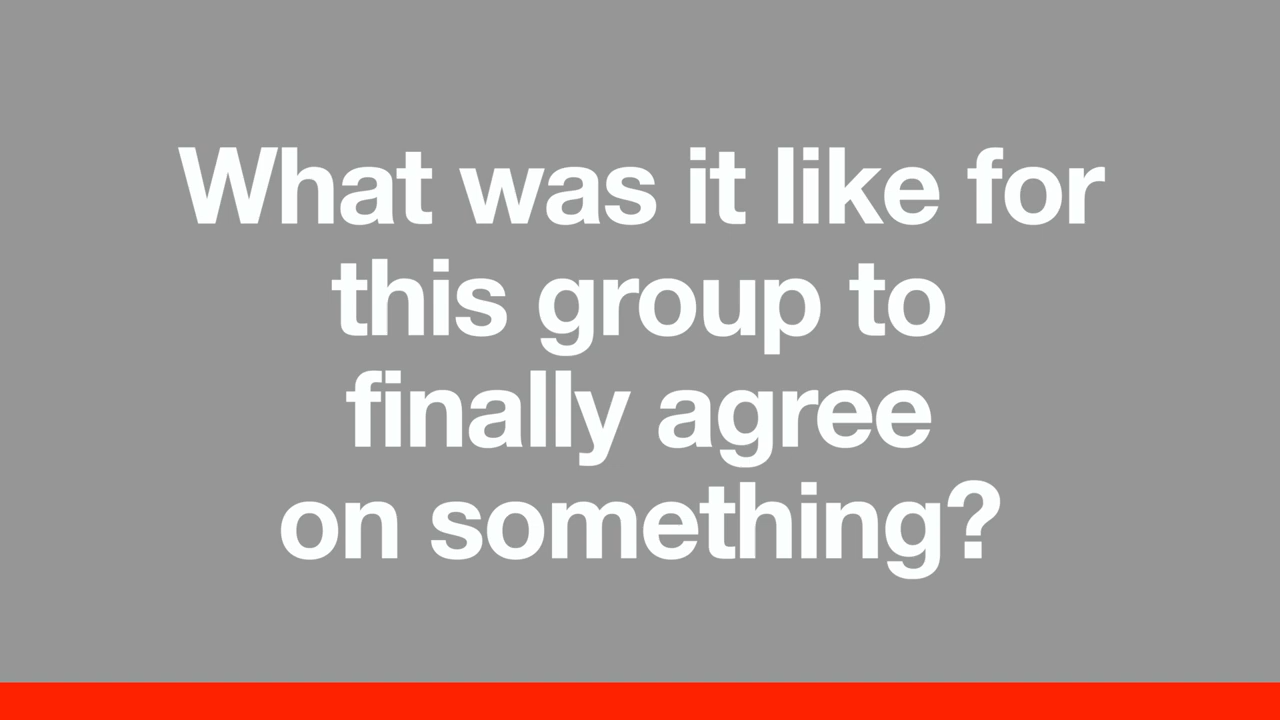 What was it like for
this group to
finally agree
on something?